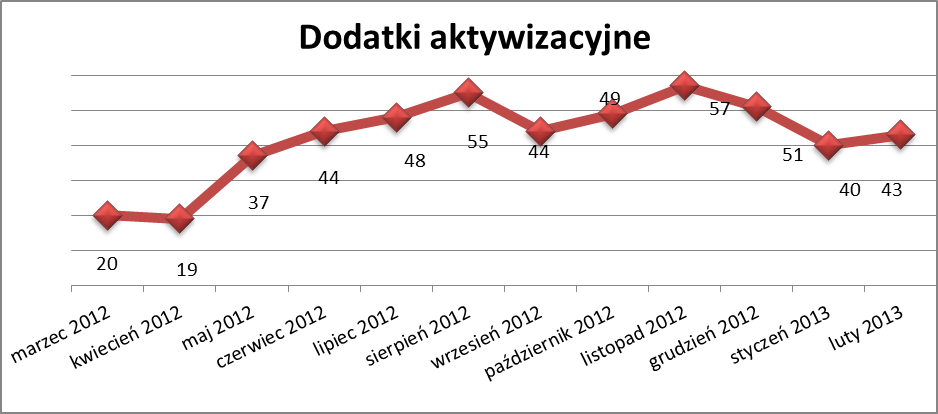 Dodatki aktywizacyjne
20
19
37
44
48
55
44
49
57
51
40
43
marzec 2012
kwiecień 2012
maj 2012
czerwiec 2012
lipiec 2012
sierpień 2012
wrzesień 2012
październik 2012
listopad 2012
grudzień 2012
styczeń 2013
luty 2013